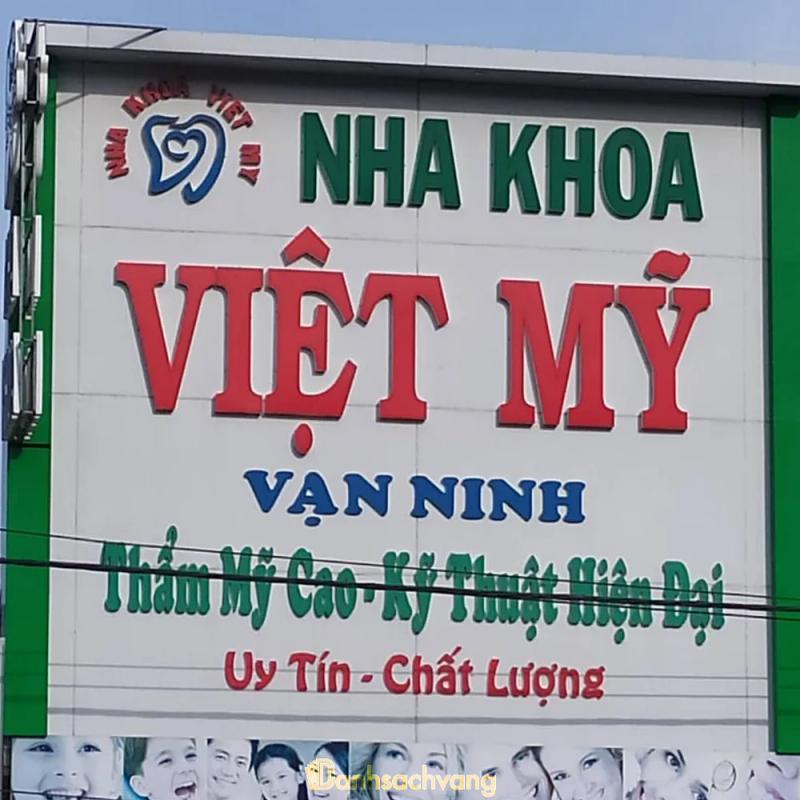 NHA KHOA VIỆT MỸ
NHA KHOA
VIỆT MỸ
VẠN NINH
Thẩm Mỹ Cao - Kỹ Thuật Hiện Đại
Uy Tín - Chất Lượng
Danhsachvang